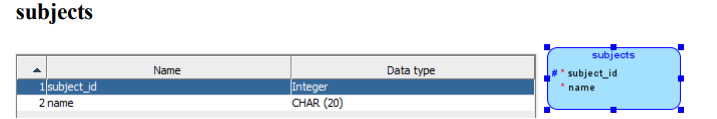 subjects
Name Data type
1 subject_id Integer
2 name CHAR (20)
subjects
# * subject_id
* name